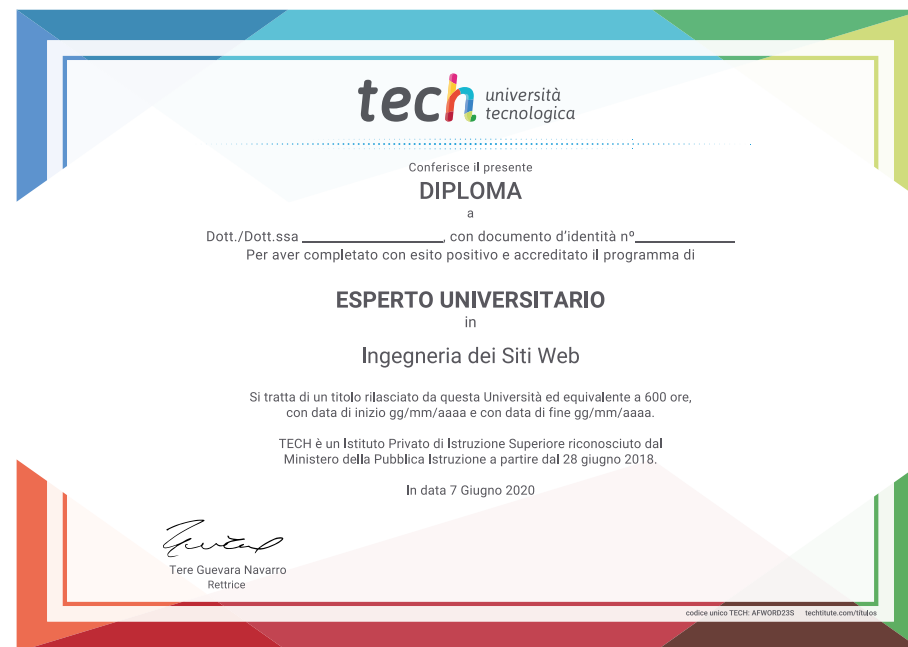 tech università
tecnologica
Conferisce il presente
DIPLOMA
a
Dott./Dott.ssa ________________, con documento d'identità nº___________
Per aver completato con esito positivo e accreditato il programma di
ESPERTO UNIVERSITARIO
in
Ingegneria dei Siti Web
Si tratta di un titolo rilasciato da questa Università ed equivalente a 600 ore,
con data di inizio gg/mm/aaaa e con data di fine gg/mm/aaaa.
TECH è un Istituto Privato di Istruzione Superiore riconosciuto dal
Ministero della Pubblica Istruzione a partire dal 28 giugno 2018.
In data 7 Giugno 2020
Tere Guevara Navarro
Rettrice
codice unico TECH: AFWORD23S techtitute.com/titulos